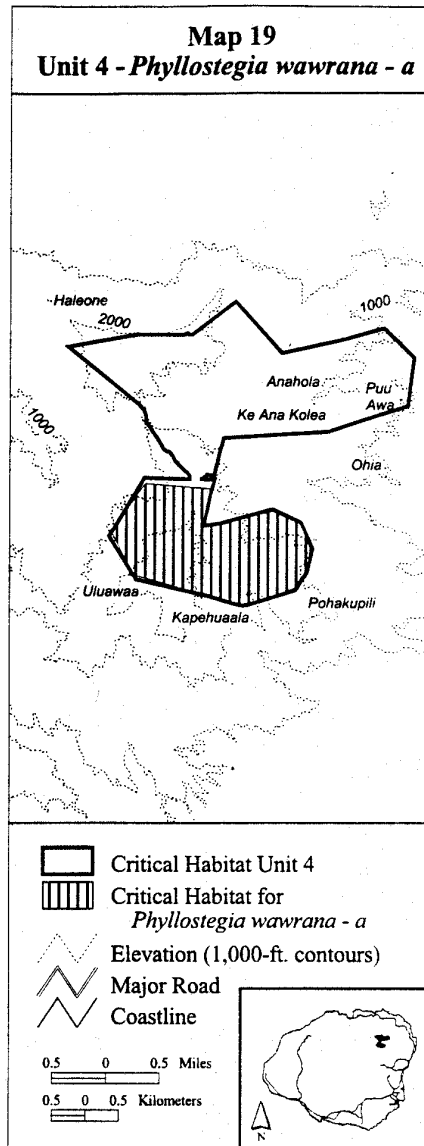 Map 19
Unit 4 - Phyllostegia wawrana - a
Haleone
2000
1000
Anahola
Puu
Awa
Ke Ana Kolea
1000
Ohia
Uluawaa
Kapehuaala
Pohakupili
Critical Habitat Unit 4
Critical Habitat for
Phyllostegia wawrana - a
Elevation (1,000-ft. contours)
Major Road
Coastline
0.5 0 0.5 Miles
0.5 0 0.5 Kilometers
N